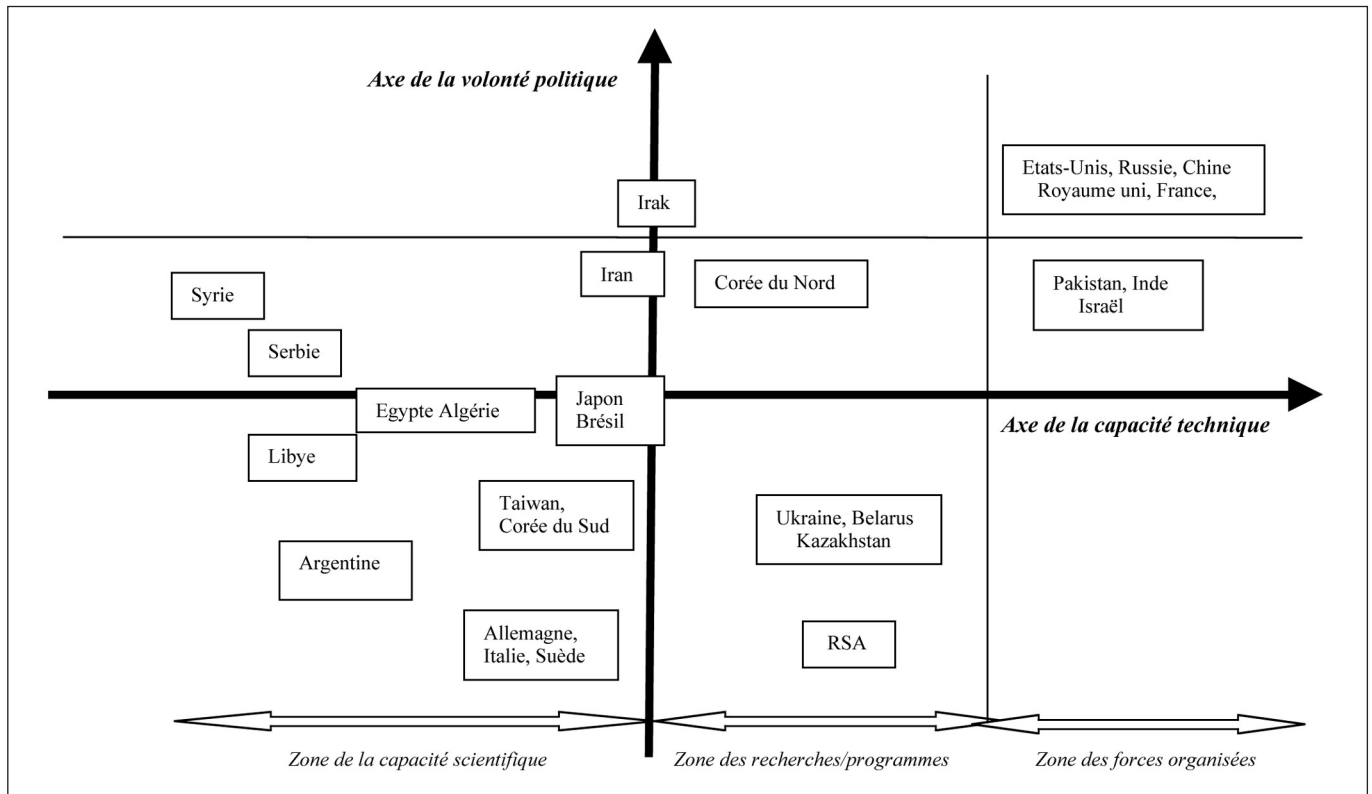 Axe de la volonté politique
Etats-Unis, Russie, Chine
Royaume uni, France,
Irak
Iran
Corée du Nord
Pakistan, Inde
Israël
Syrie
Serbie
Egypte Algérie
Japon
Brésil
Axe de la capacité technique
Libye
Taiwan,
Corée du Sud
Ukraine, Belarus
Kazakhstan
Argentine
Allemagne,
Italie, Suède
RSA
Zone de la capacité scientifique
Zone des recherches/programmes
Zone des forces organisées